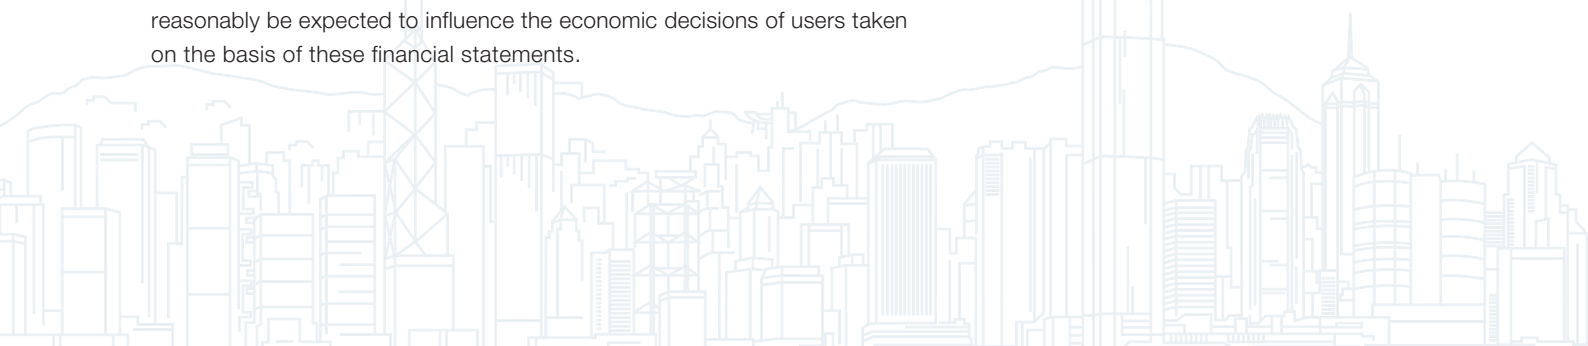 reasonably be expected to influence the economic decisions of users taken
on the basis of these financial statements.